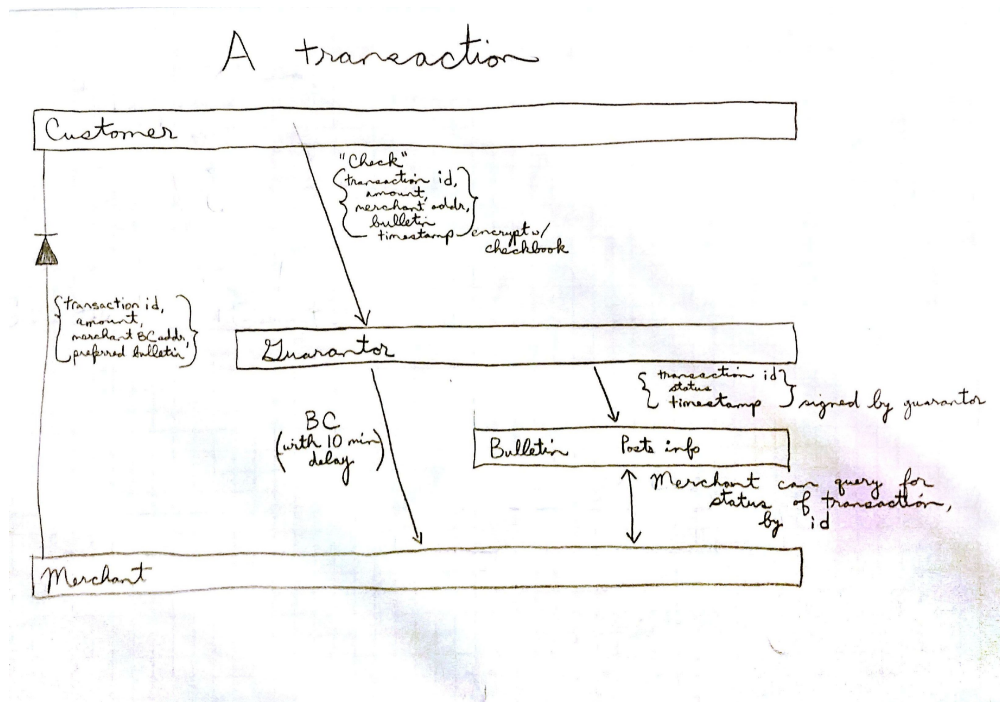 A transaction
Customer
"Check"
transaction id,
amount,
merchant addr,
bulletin
timestamp
encrypt w/
checkbook
transaction id,
amount,
merchant BC addr,
preferred bulletin
Guarantor
transaction id
status
timestamp
signed by guarantor
BC
(with 10 min
delay)
Bulletin Posts info
Merchant can query for
status of transaction,
by id
Merchant